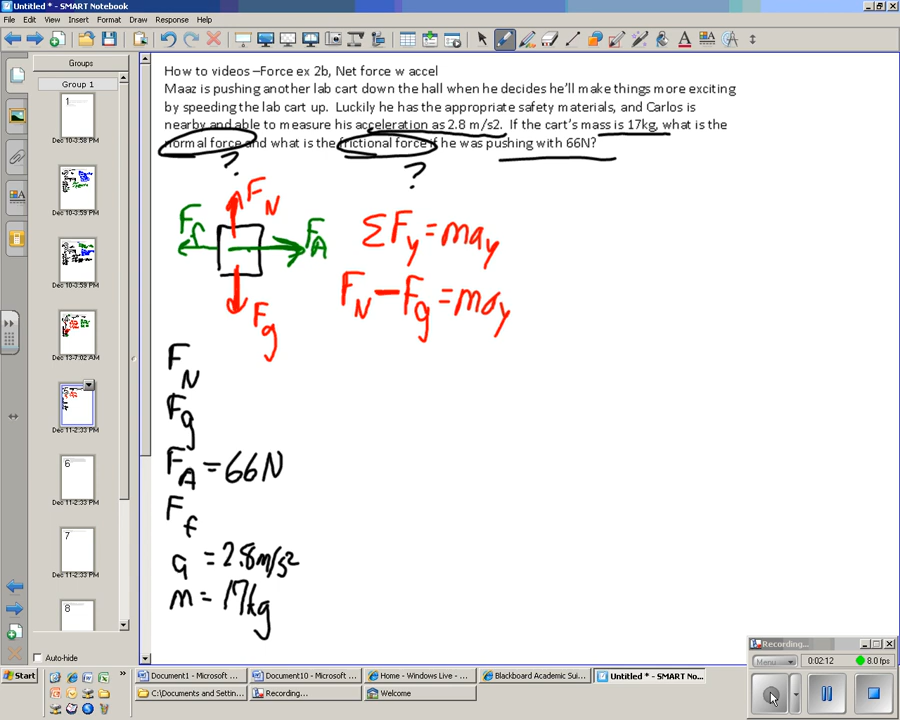 Untitled * - SMART Notebook
File Edit View Insert Format Draw Response Help
Groups
Group 1
1
Dec 10-3:58 PM
Dec 10-3:59 PM
Dec 10-3:59 PM
Dec 13-7:02 AM
Dec 11-2:33 PM
6
Dec 11-2:33 PM
7
Dec 11-2:33 PM
8
Auto-hide
How to videos –Force ex 2b, Net force w accel
Maaz is pushing another lab cart down the hall when he decides he'll make things more exciting
by speeding the lab cart up. Luckily he has the appropriate safety materials, and Carlos is
nearby and able to measure his acceleration as 2.8 m/s2. If the cart's mass is 17kg, what is the
normal force and what is the frictional force if he was pushing with 66N?
? ?
FN
Ff FA
Fg
ΣFy = may
FN − Fg = may
FN
Fg
FA = 66N
Ff
a = 2.8m/s²
m = 17kg
Recording...
Menu 0:02:12 8.0 fps
Start
Document1 - Microsoft ... Document10 - Microsoft ... Home - Windows Live - ... Blackboard Academic Sui... Untitled * - SMART No...
C:\Documents and Settin... Recording... Welcome